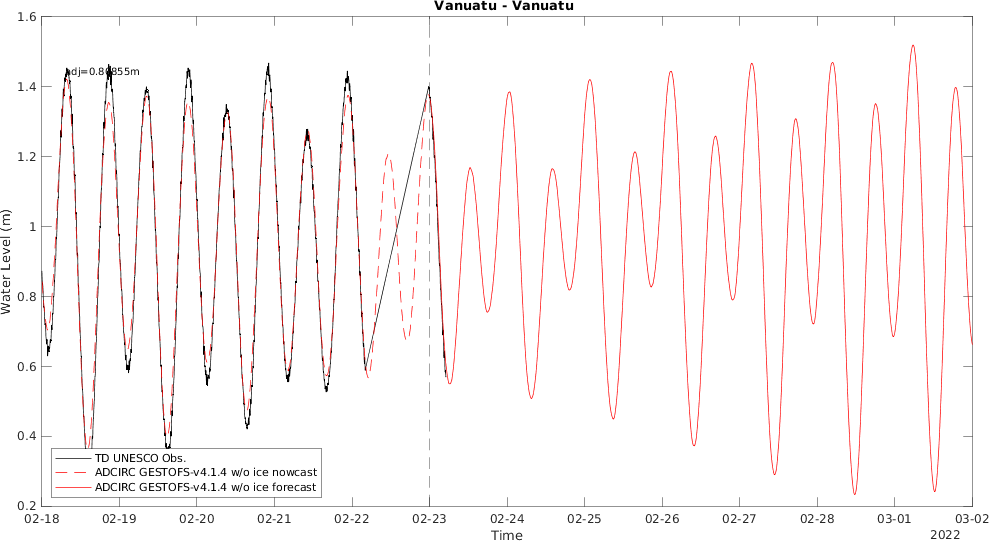 Vanuatu - Vanuatu
1.6
1.4
1.2
1
0.8
0.6
0.4
0.2
Water Level (m)
TD UNESCO Obs.
ADCIRC GESTOFS-v4.1.4 w/o ice nowcast
ADCIRC GESTOFS-v4.1.4 w/o ice forecast
02-18 02-19 02-20 02-21 02-22 02-23 02-24 02-25 02-26 02-27 02-28 03-01 03-02
Time
2022